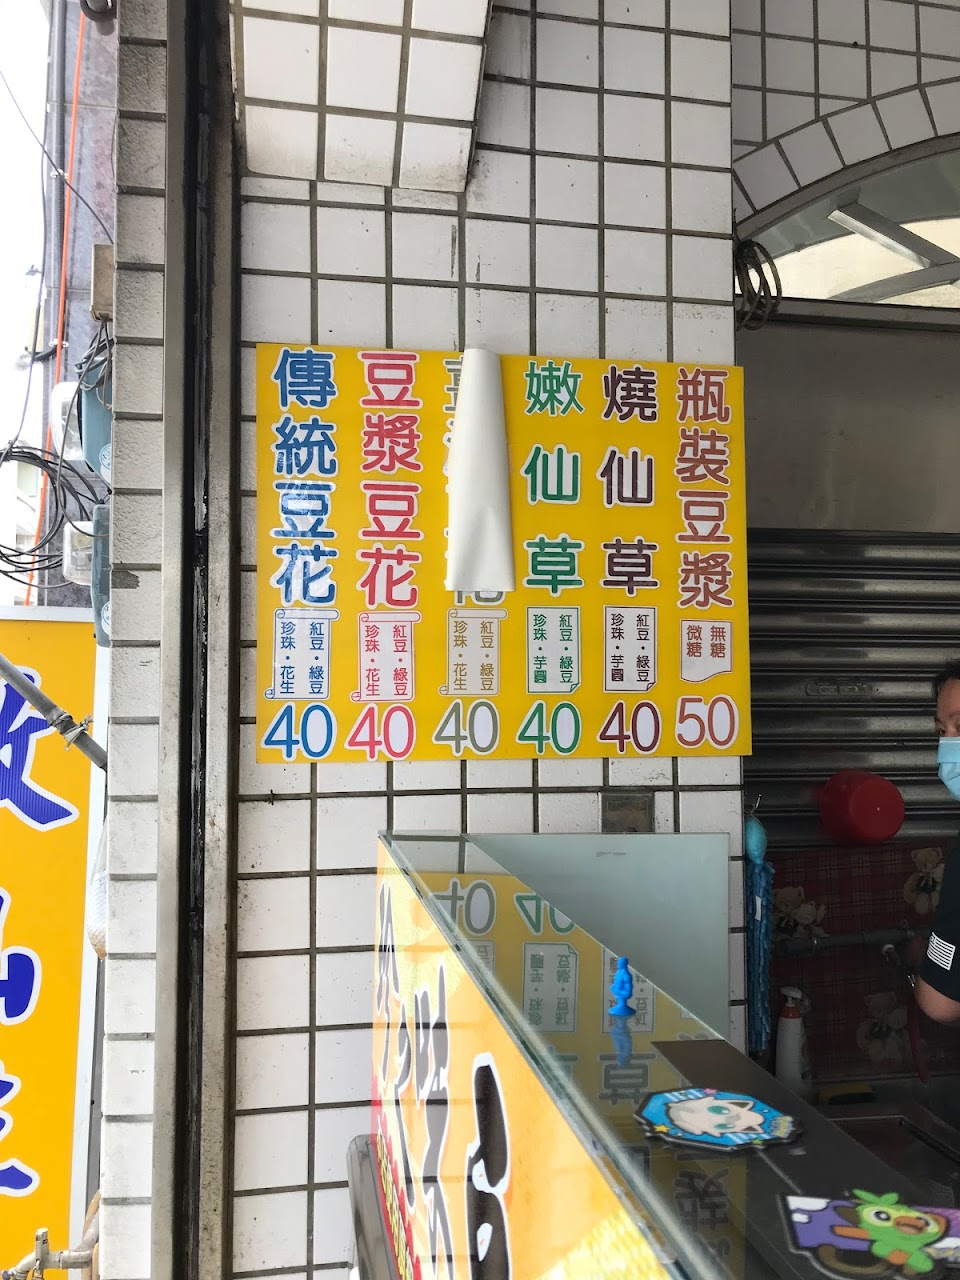 傳統豆花
紅豆·綠豆
珍珠·花生
40
豆漿豆花
紅豆·綠豆
珍珠·花生
40
花
紅豆·綠豆
珍珠·花生
40
嫩仙草
紅豆·綠豆
珍珠·芋圓
40
燒仙草
紅豆·綠豆
珍珠·芋圓
40
瓶裝豆漿
無糖
微糖
50